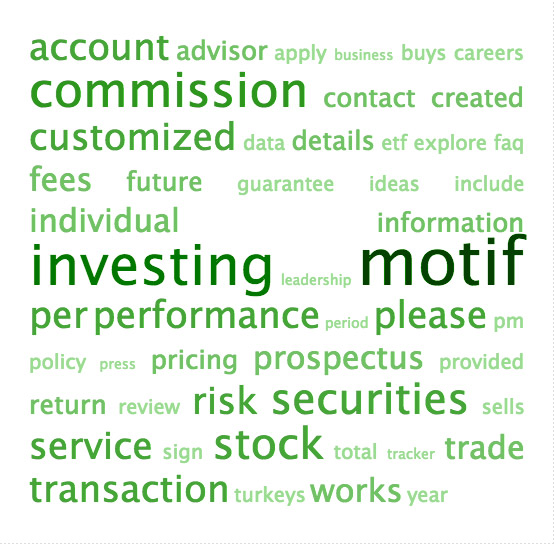 account advisor apply business buys careers
commission contact created
customized data details etf explore faq
fees future guarantee ideas include
individual information
investing leadership motif
per performance period please pm
policy press pricing prospectus provided
return review risk securities sells
service sign stock total tracker trade
transaction turkeys works year